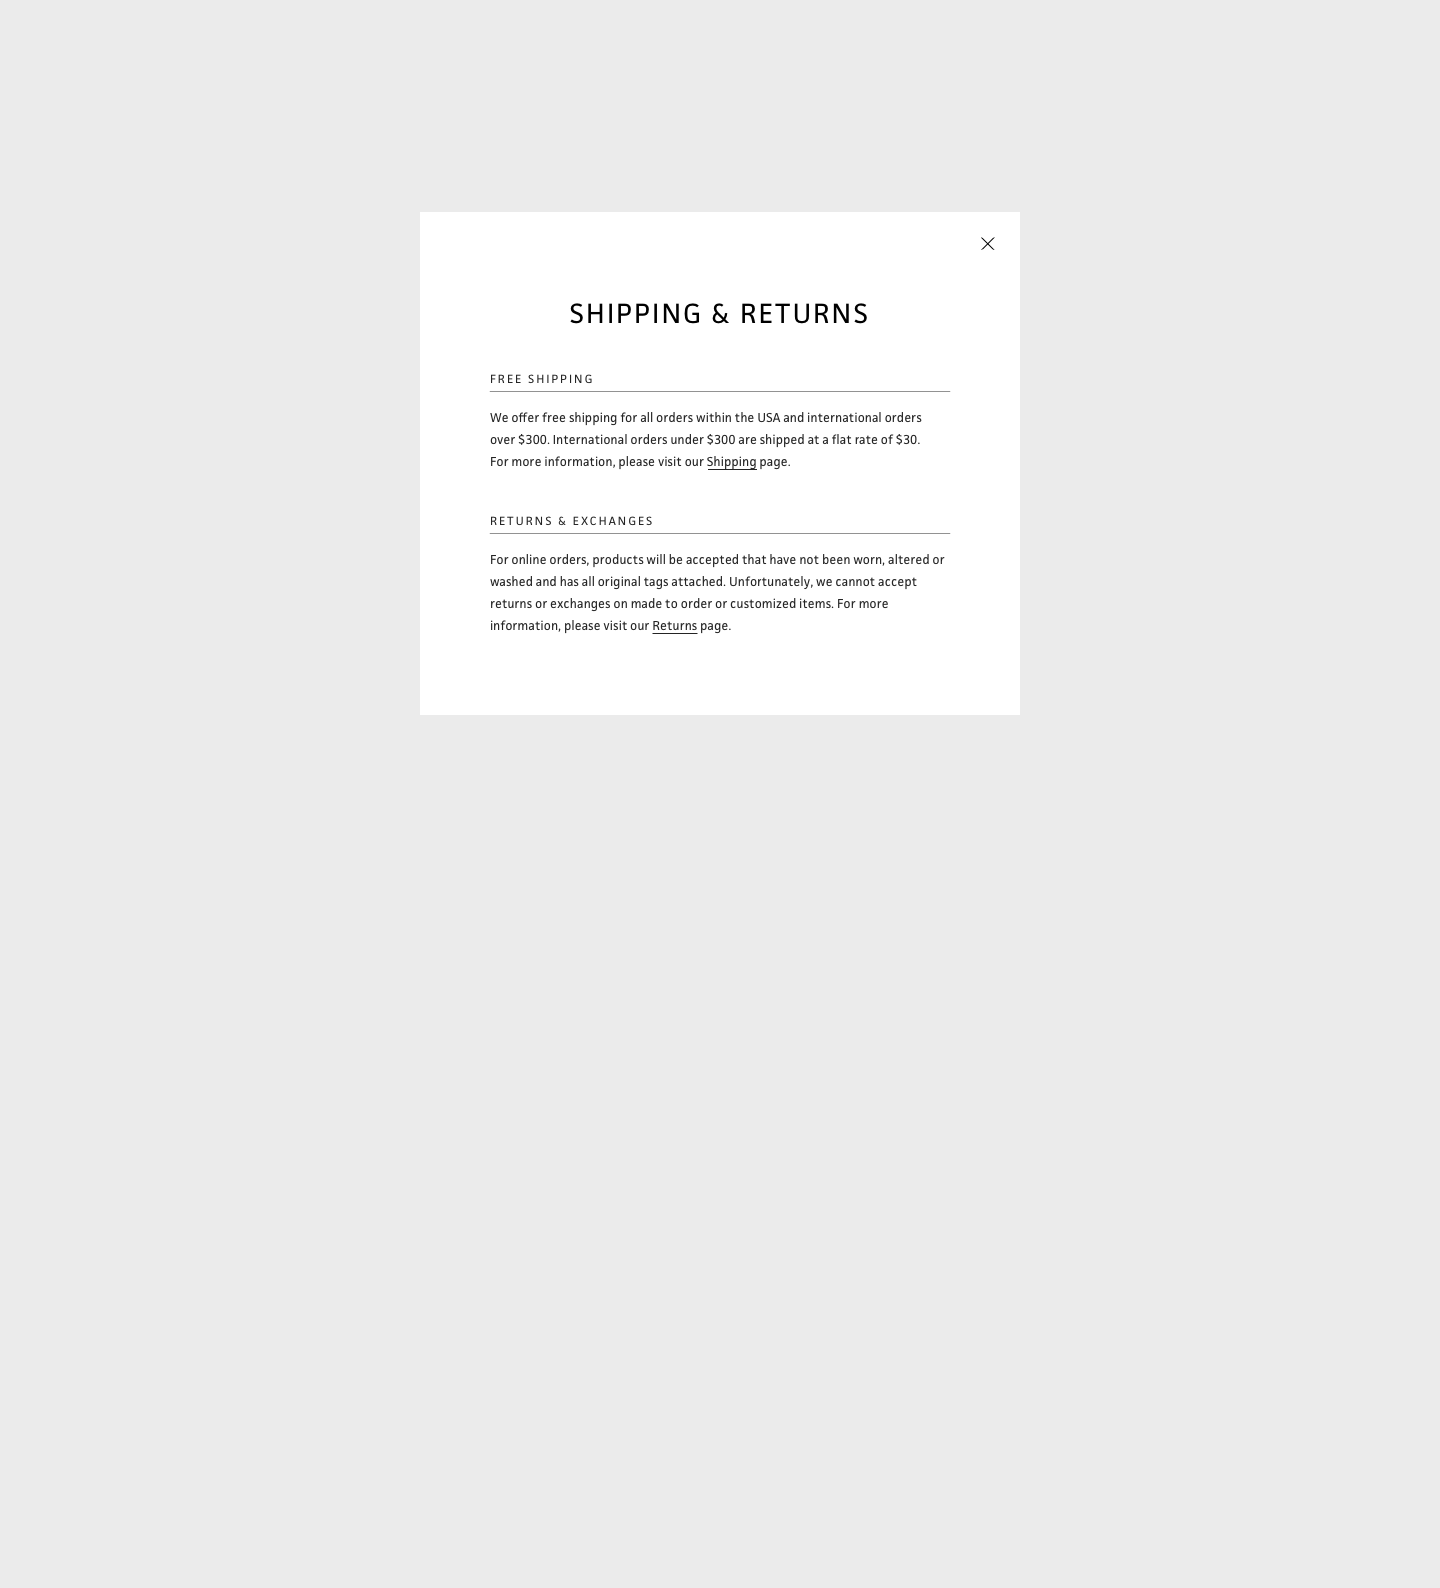 SHIPPING & RETURNS
FREE SHIPPING
We offer free shipping for all orders within the USA and international orders
over $300. International orders under $300 are shipped at a flat rate of $30.
For more information, please visit our Shipping page.
RETURNS & EXCHANGES
For online orders, products will be accepted that have not been worn, altered or
washed and has all original tags attached. Unfortunately, we cannot accept
returns or exchanges on made to order or customized items. For more
information, please visit our Returns page.